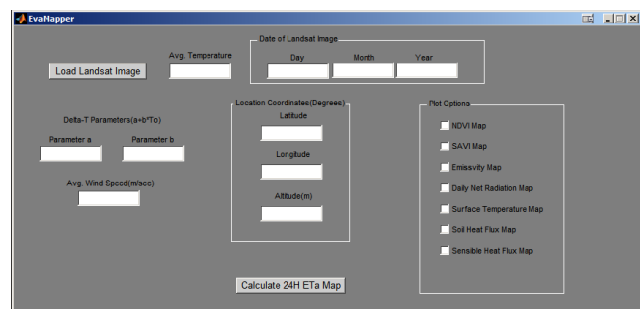 EvaMapper
Date of Landsat Image
Avg. Temperature
Day Month Year
Load Landsat Image
Location Coordinates(Degrees)
Latitude
Longitude
Altitude(m)
Delta-T Parameters(a+b*To)
Parameter a Parameter b
Avg. Wind Speed(m/sec)
Plot Options
NDVI Map
SAVI Map
Emissvity Map
Daily Net Radiation Map
Surface Temperature Map
Soil Heat Flux Map
Sensible Heat Flux Map
Calculate 24H ETa Map